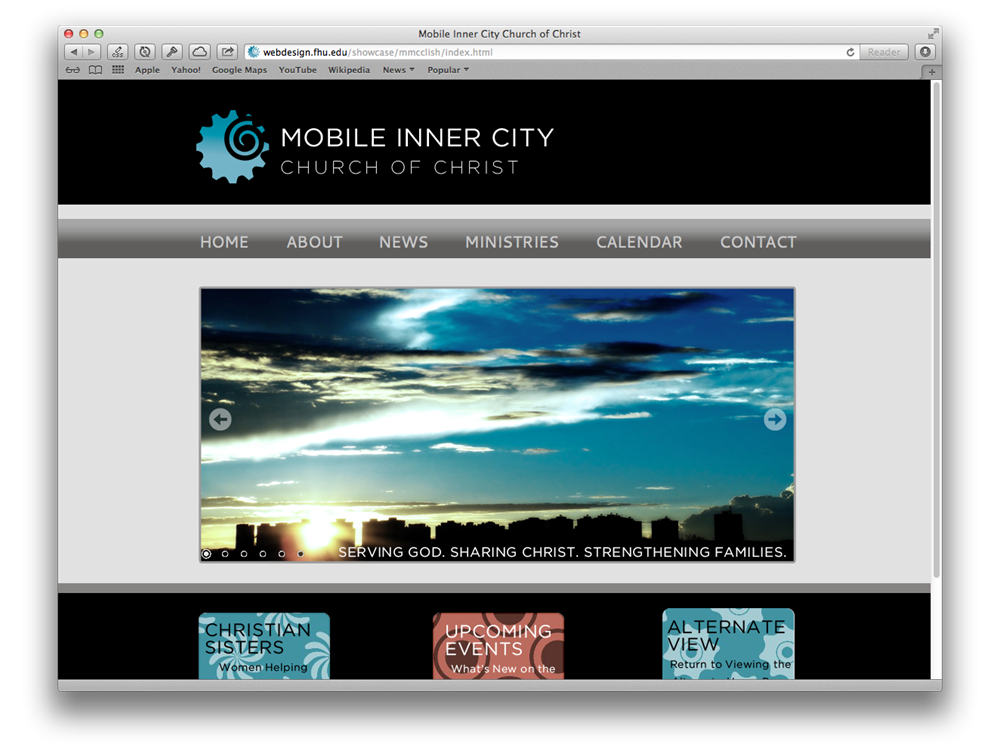 Mobile Inner City Church of Christ
css
webdesign.fhu.edu/showcase/mmcclish/index.html
Reader
Apple Yahoo! Google Maps YouTube Wikipedia News Popular
MOBILE INNER CITY
CHURCH OF CHRIST
HOME ABOUT NEWS MINISTRIES CALENDAR CONTACT
SERVING GOD. SHARING CHRIST. STRENGTHENING FAMILIES.
CHRISTIAN
SISTERS
Women Helping
UPCOMING
EVENTS
What's New on the
ALTERNATE
VIEW
Return to Viewing the